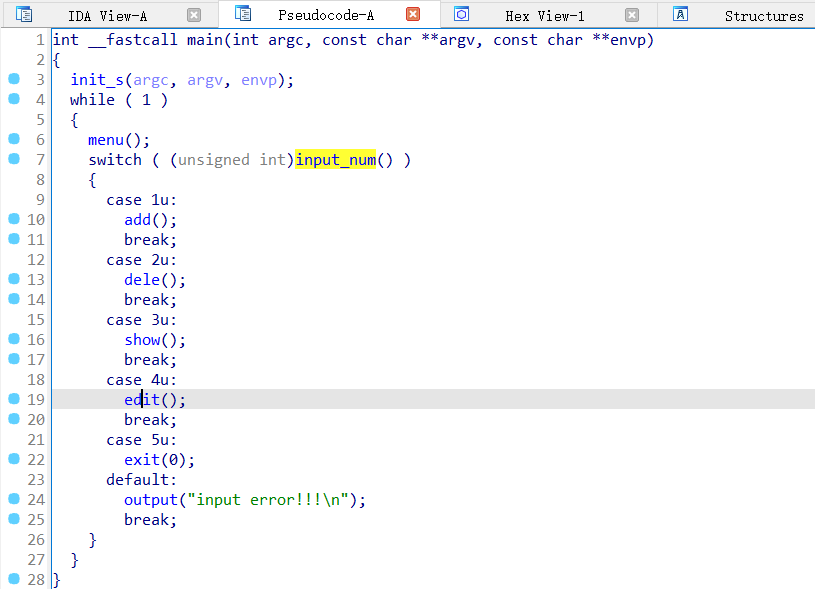 IDA View-A Pseudocode-A Hex View-1 Structures
1 int __fastcall main(int argc, const char **argv, const char **envp)
2 {
3   init_s(argc, argv, envp);
4   while ( 1 )
5   {
6     menu();
7     switch ( (unsigned int)input_num() )
8     {
9       case 1u:
10         add();
11         break;
12       case 2u:
13         dele();
14         break;
15       case 3u:
16         show();
17         break;
18       case 4u:
19         edit();
20         break;
21       case 5u:
22         exit(0);
23       default:
24         output("input error!!!\n");
25         break;
26     }
27   }
28 }